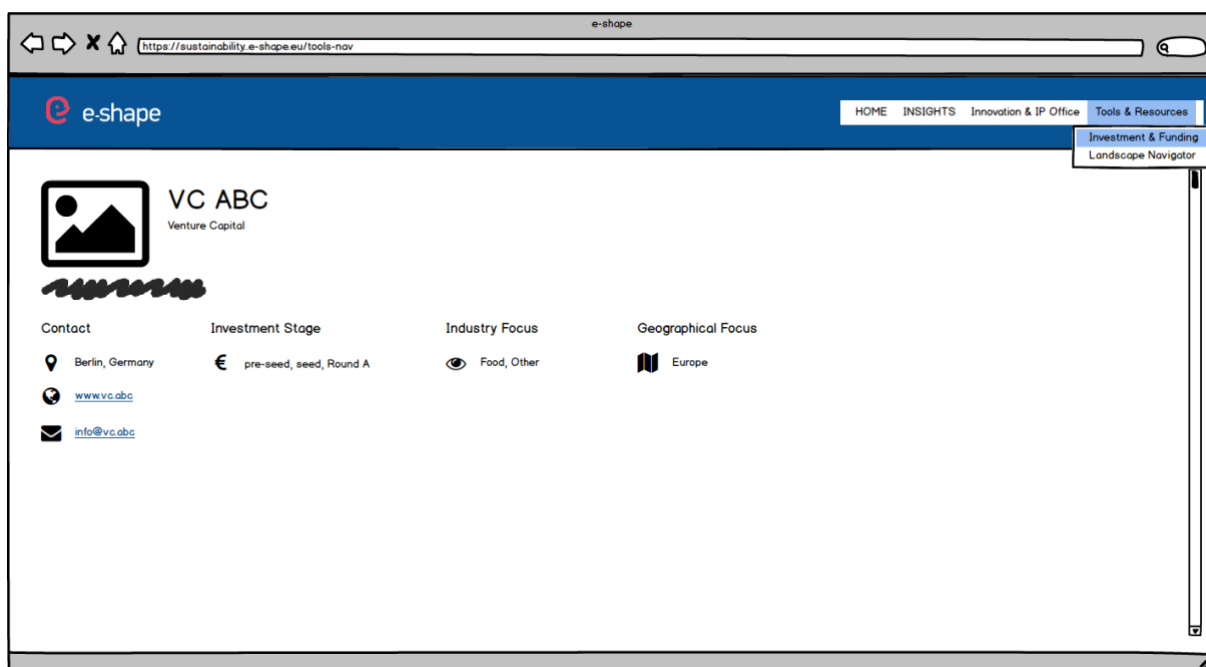 e-shape
https://sustainability.e-shape.eu/tools-nav
e-shape
HOME INSIGHTS Innovation & IP Office Tools & Resources
Investment & Funding
Landscape Navigator
VC ABC
Venture Capital
Contact Investment Stage Industry Focus Geographical Focus
Berlin, Germany € pre-seed, seed, Round A Food, Other Europe
www.vc.abc
info@vc.abc